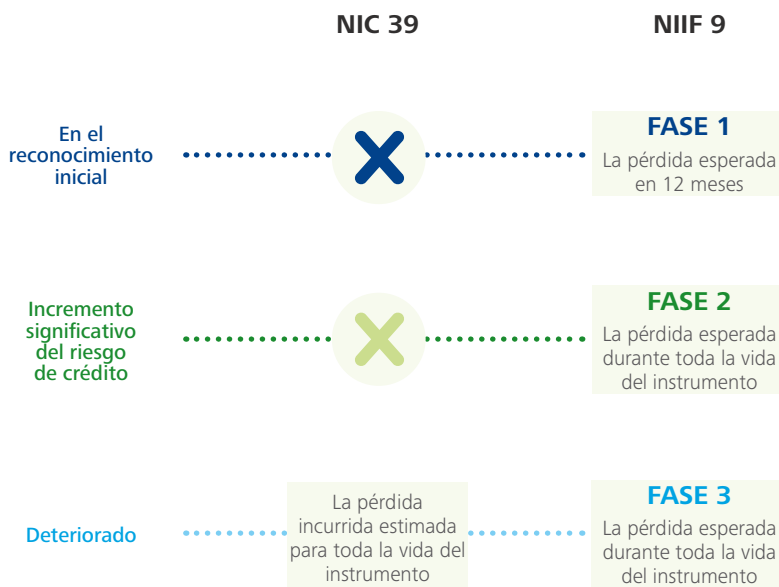 NIC 39
NIIF 9
En el
reconocimiento
inicial
FASE 1
La pérdida esperada
en 12 meses
Incremento
significativo
del riesgo
de crédito
FASE 2
La pérdida esperada
durante toda la vida
del instrumento
Deteriorado
La pérdida
incurrida estimada
para toda la vida del
instrumento
FASE 3
La pérdida esperada
durante toda la vida
del instrumento